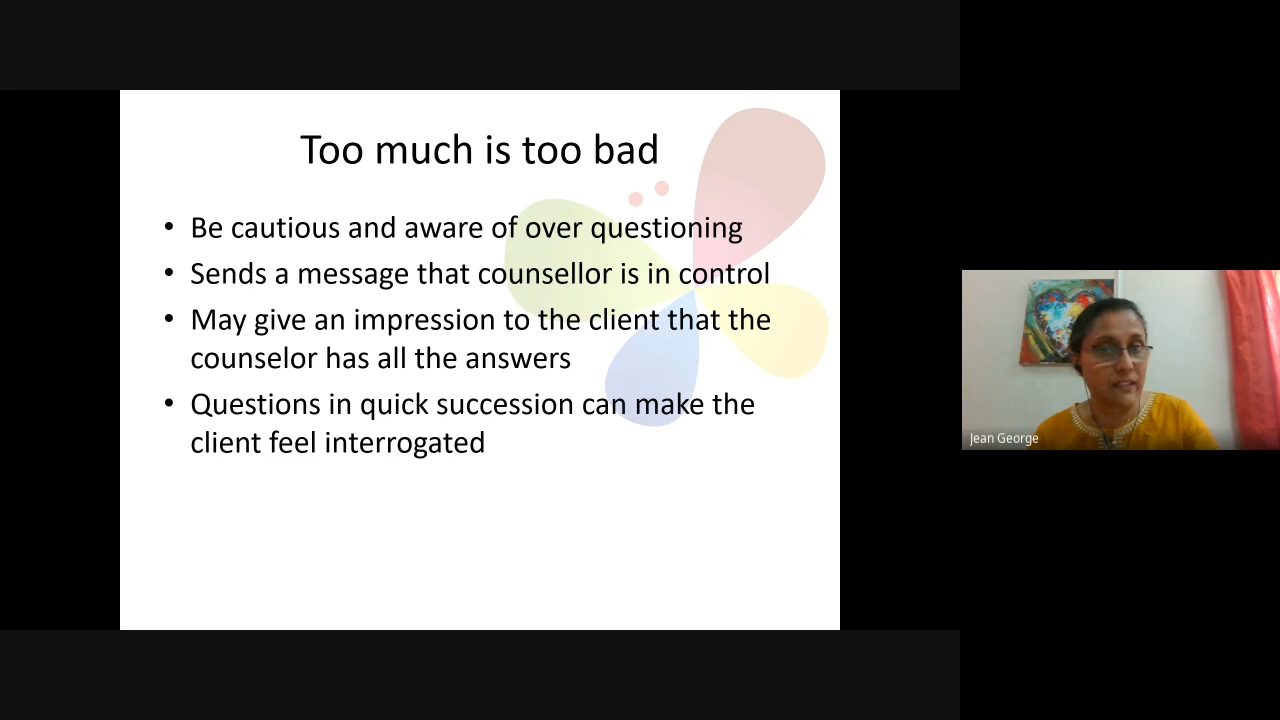 Too much is too bad
• Be cautious and aware of over questioning
• Sends a message that counsellor is in control
• May give an impression to the client that the
counselor has all the answers
• Questions in quick succession can make the
client feel interrogated
Jean George